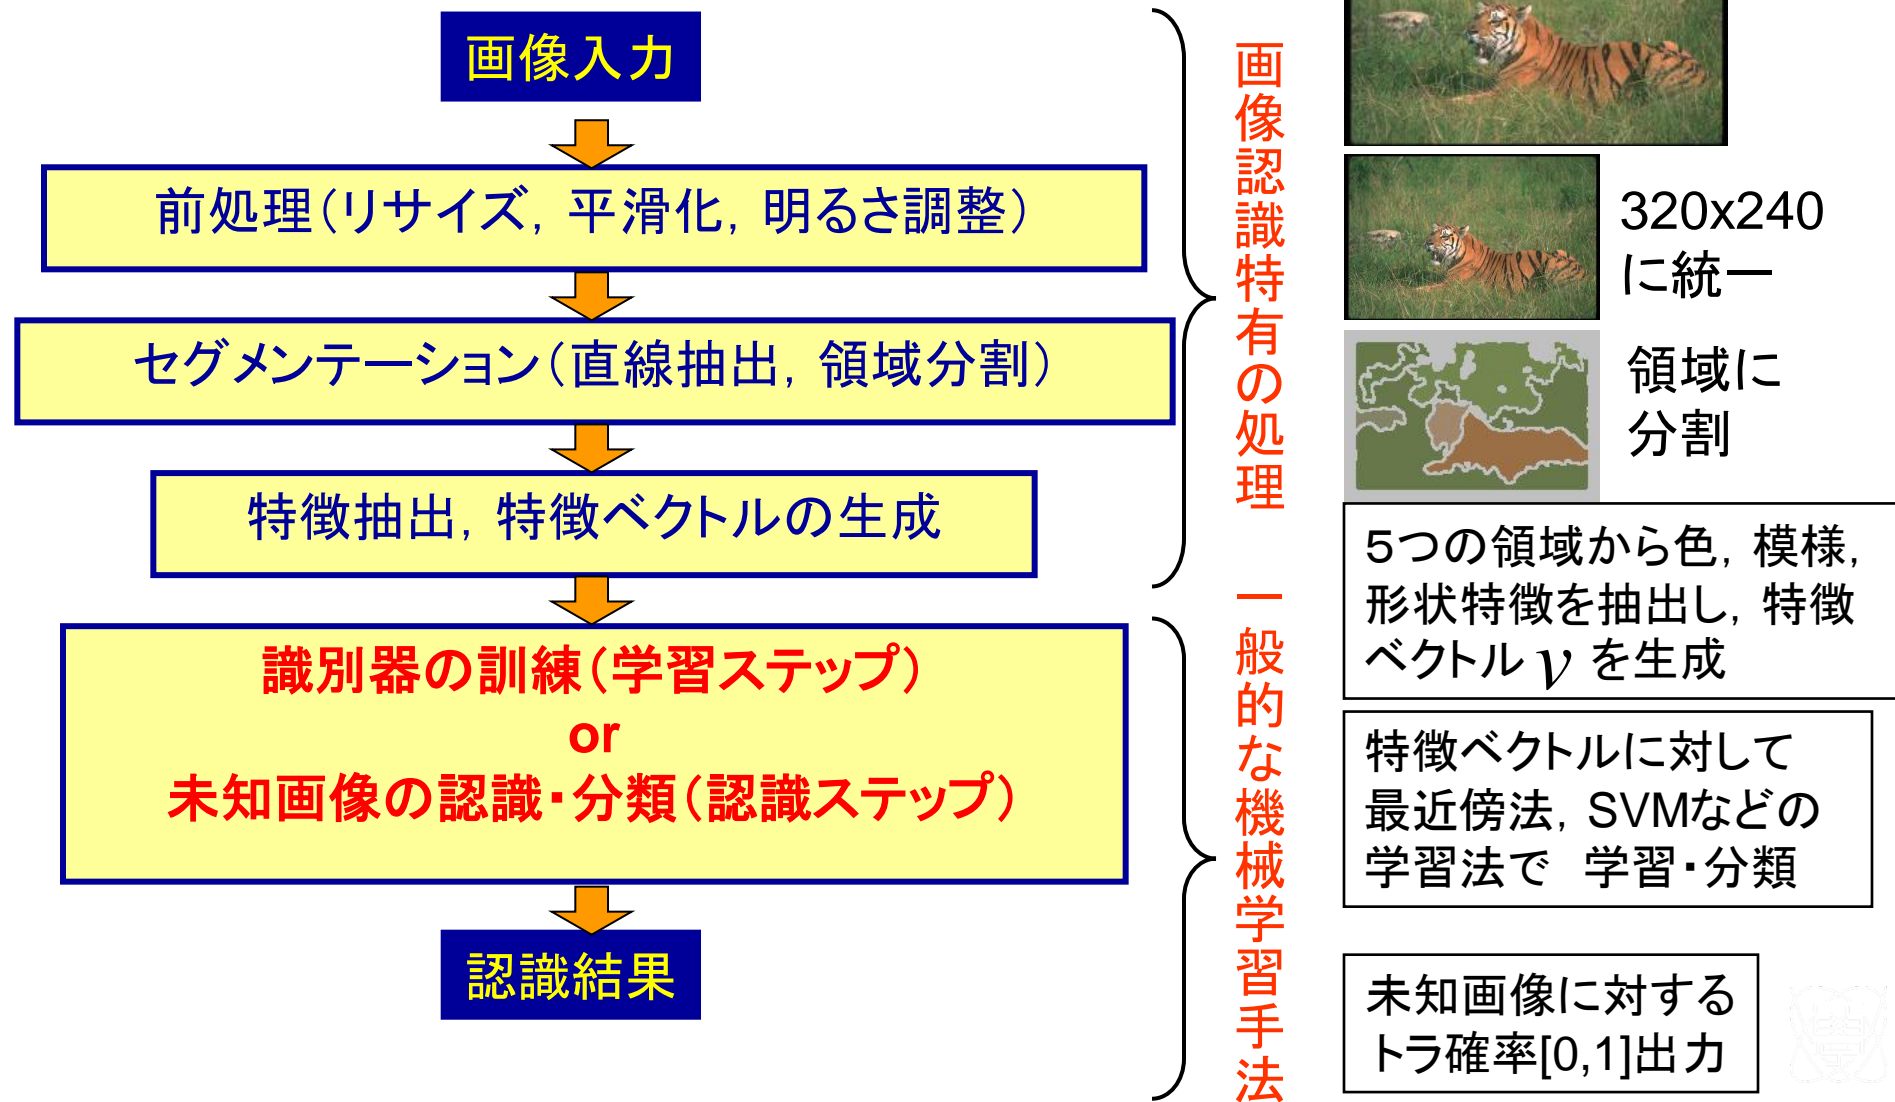 画像入力
前処理（リサイズ，平滑化，明るさ調整）
セグメンテーション（直線抽出，領域分割）
特徴抽出，特徴ベクトルの生成
識別器の訓練（学習ステップ）
or
未知画像の認識・分類（認識ステップ）
認識結果
画像認識特有の処理
一般的な機械学習手法
320x240
に統一
領域に
分割
５つの領域から色，模様，
形状特徴を抽出し，特徴
ベクトル v を生成
特徴ベクトルに対して
最近傍法，SVMなどの
学習法で　学習・分類
未知画像に対する
トラ確率[0,1]出力